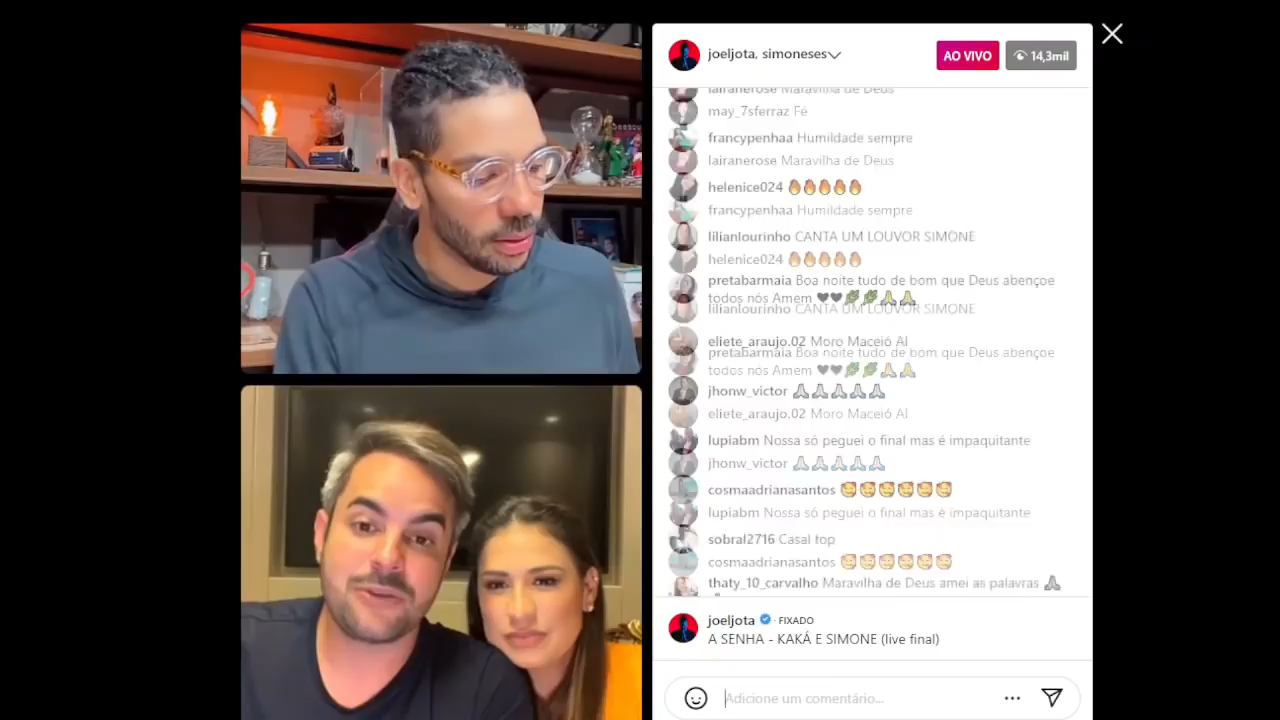 joeljota, simoneses
AO VIVO
14,3mil
lairanerose Maravilha de Deus
may_7sferraz Fé
francypenhaa Humildade sempre
lairanerose Maravilha de Deus
helenice024 🔥🔥🔥🔥🔥
francypenhaa Humildade sempre
lilianlourinho CANTA UM LOUVOR SIMONE
helenice024 🔥🔥🔥🔥🔥
pretabarmaia Boa noite tudo de bom que Deus abençoe
todos nós Amem 🖤🖤🌿🌿🙏🙏
lilianlourinho CANTA UM LOUVOR SIMONE
eliete_araujo.02 Moro Maceió Al
pretabarmaia Boa noite tudo de bom que Deus abençoe
todos nós Amem 🖤🖤🌿🌿🙏🙏
jhonw_victor 🙏🙏🙏🙏🙏
eliete_araujo.02 Moro Maceió Al
lupiabm Nossa só peguei o final mas é impaquitante
jhonw_victor 🙏🙏🙏🙏🙏
cosmaadrianasantos 🥰🥰🥰🥰🥰🥰
lupiabm Nossa só peguei o final mas é impaquitante
sobral2716 Casal top
cosmaadrianasantos 🥰🥰🥰🥰🥰🥰
thaty_10_carvalho Maravilha de Deus amei as palavras 🙏
joeljota · FIXADO
A SENHA - KAKÁ E SIMONE (live final)
Adicione um comentário...